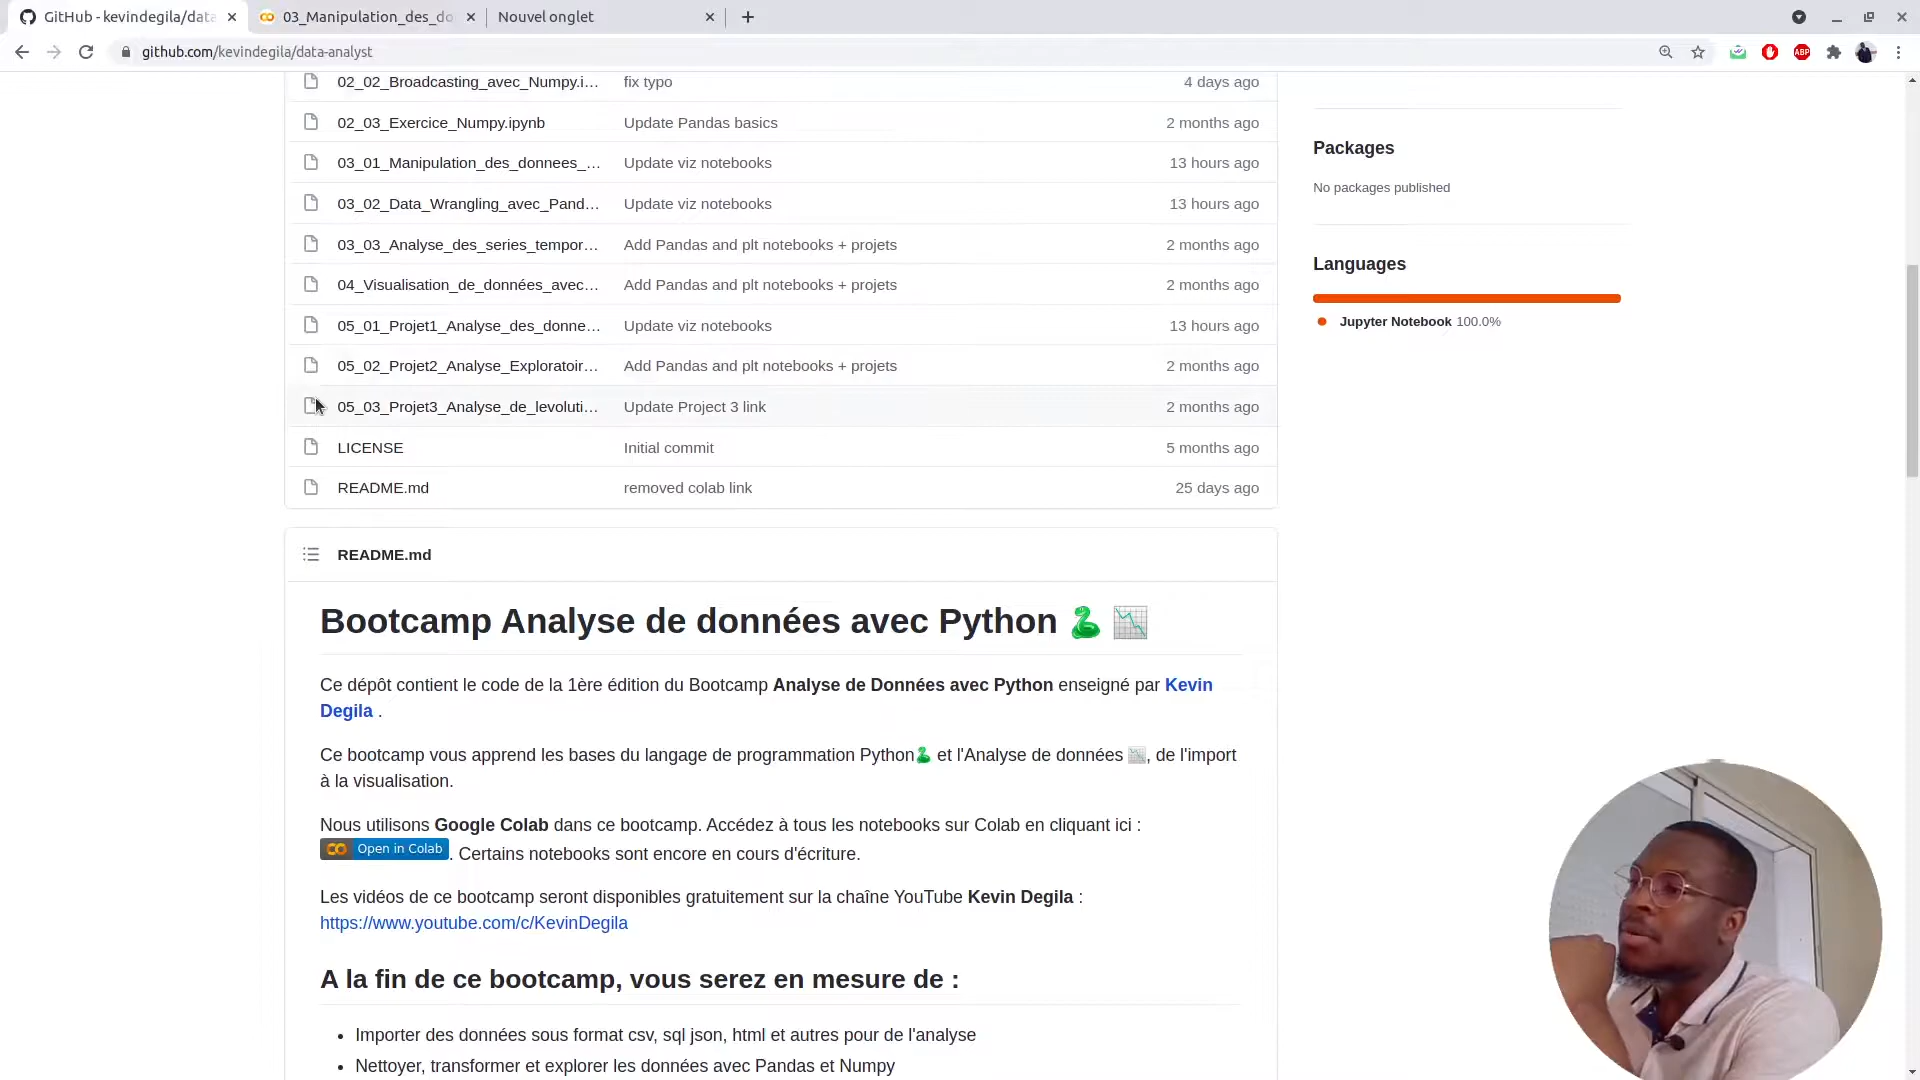 GitHub - kevindegila/data
03_Manipulation_des_do
Nouvel onglet
github.com/kevindegila/data-analyst
ABP
02_02_Broadcasting_avec_Numpy.i… fix typo 4 days ago
02_03_Exercice_Numpy.ipynb Update Pandas basics 2 months ago
03_01_Manipulation_des_donnees_… Update viz notebooks 13 hours ago
03_02_Data_Wrangling_avec_Pand… Update viz notebooks 13 hours ago
03_03_Analyse_des_series_tempor… Add Pandas and plt notebooks + projets 2 months ago
04_Visualisation_de_données_avec… Add Pandas and plt notebooks + projets 2 months ago
05_01_Projet1_Analyse_des_donne… Update viz notebooks 13 hours ago
05_02_Projet2_Analyse_Exploratoir… Add Pandas and plt notebooks + projets 2 months ago
05_03_Projet3_Analyse_de_levoluti… Update Project 3 link 2 months ago
LICENSE Initial commit 5 months ago
README.md removed colab link 25 days ago
Packages
No packages published
Languages
Jupyter Notebook 100.0%
README.md
Bootcamp Analyse de données avec Python 🐍 📉
Ce dépôt contient le code de la 1ère édition du Bootcamp Analyse de Données avec Python enseigné par Kevin
Degila .
Ce bootcamp vous apprend les bases du langage de programmation Python🐍 et l'Analyse de données 📉, de l'import
à la visualisation.
Nous utilisons Google Colab dans ce bootcamp. Accédez à tous les notebooks sur Colab en cliquant ici :
Open in Colab. Certains notebooks sont encore en cours d'écriture.
Les vidéos de ce bootcamp seront disponibles gratuitement sur la chaîne YouTube Kevin Degila :
https://www.youtube.com/c/KevinDegila
A la fin de ce bootcamp, vous serez en mesure de :
• Importer des données sous format csv, sql json, html et autres pour de l'analyse
• Nettoyer, transformer et explorer les données avec Pandas et Numpy